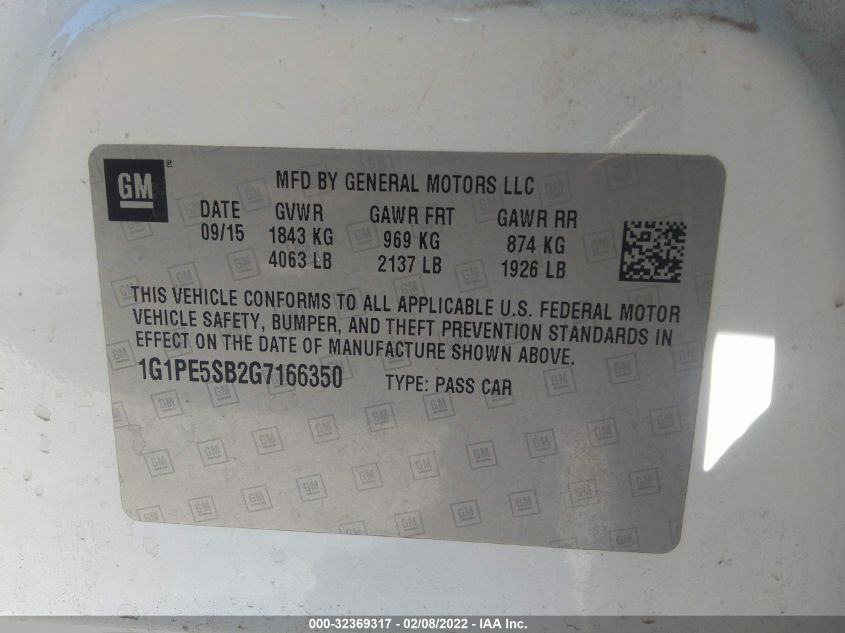 GM ®
MFD BY GENERAL MOTORS LLC
DATE GVWR GAWR FRT GAWR RR
09/15 1843 KG 969 KG 874 KG
4063 LB 2137 LB 1926 LB
THIS VEHICLE CONFORMS TO ALL APPLICABLE U.S. FEDERAL MOTOR
VEHICLE SAFETY, BUMPER, AND THEFT PREVENTION STANDARDS IN
EFFECT ON THE DATE OF MANUFACTURE SHOWN ABOVE.
1G1PE5SB2G7166350 TYPE: PASS CAR
000-32369317 - 02/08/2022 - IAA Inc.